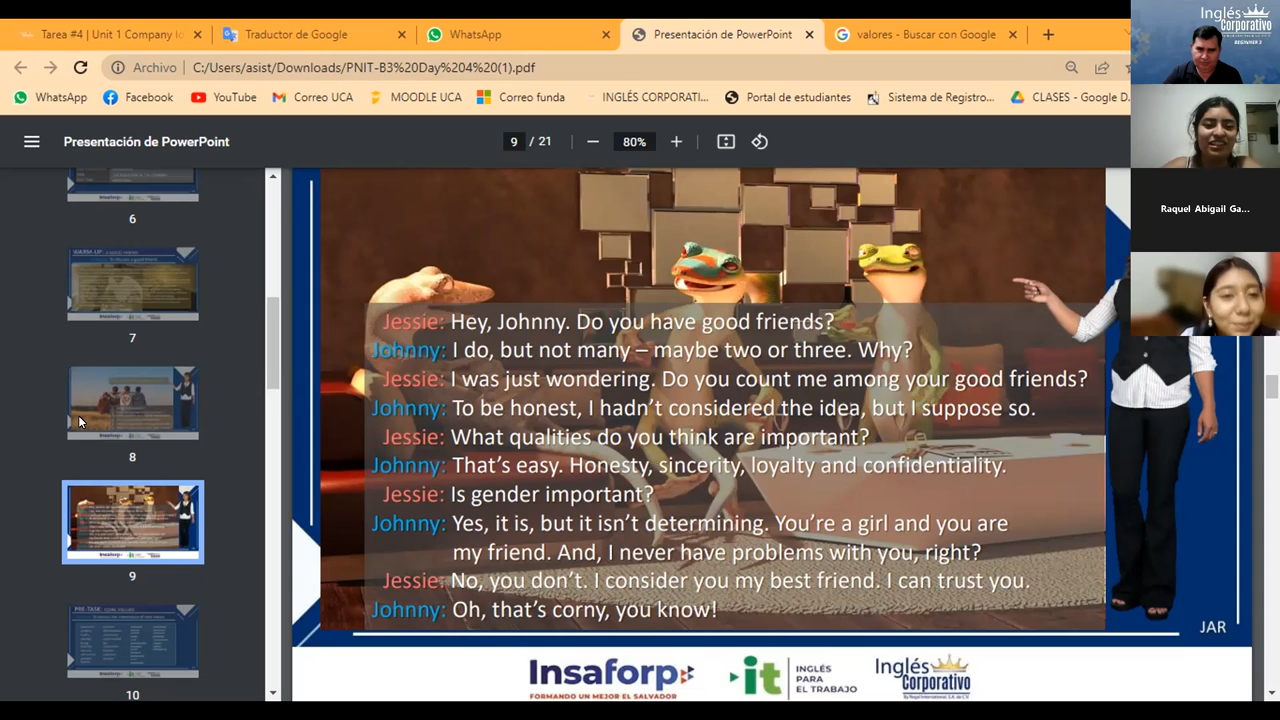 Tarea #4 | Unit 1 Company lo
Traductor de Google
WhatsApp
Presentación de PowerPoint
valores - Buscar con Google
Archivo
C:/Users/asist/Downloads/PNIT-B3%20Day%204%20(1).pdf
WhatsApp
Facebook
YouTube
Correo UCA
MOODLE UCA
Correo funda
INGLÉS CORPORATI...
Portal de estudiantes
Sistema de Registro...
CLASES - Google D...
Presentación de PowerPoint
9 / 21
80%
Inglés
Corporativo
BEGINNER 3
Raquel Abigail Ga...
6
WARM-UP:
7
8
9
PRE-TASK:
10
Jessie: Hey, Johnny. Do you have good friends?
Johnny: I do, but not many – maybe two or three. Why?
Jessie: I was just wondering. Do you count me among your good friends?
Johnny: To be honest, I hadn't considered the idea, but I suppose so.
Jessie: What qualities do you think are important?
Johnny: That's easy. Honesty, sincerity, loyalty and confidentiality.
Jessie: Is gender important?
Johnny: Yes, it is, but it isn't determining. You're a girl and you are
my friend. And, I never have problems with you, right?
Jessie: No, you don't. I consider you my best friend. I can trust you.
Johnny: Oh, that's corny, you know!
JAR
Insaforp
FORMANDO UN MEJOR EL SALVADOR
it
INGLÉS
PARA
EL TRABAJO
Inglés
Corporativo